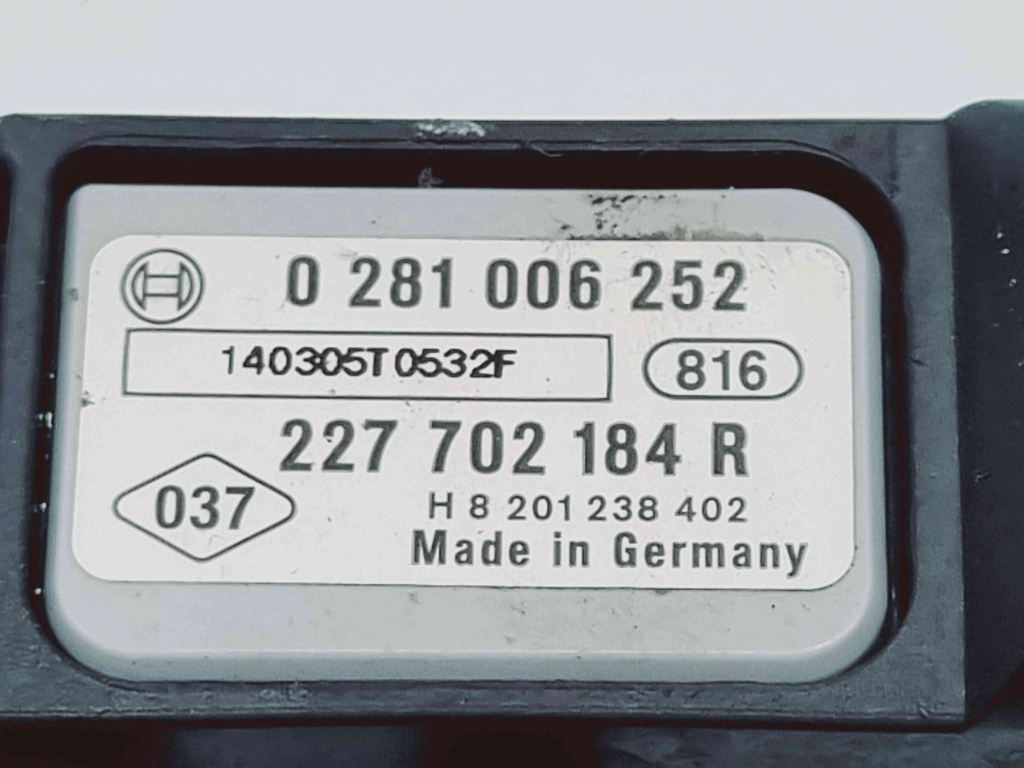 0 281 006 252
140305T0532F
816
227 702 184 R
037
H 8 201 238 402
Made in Germany